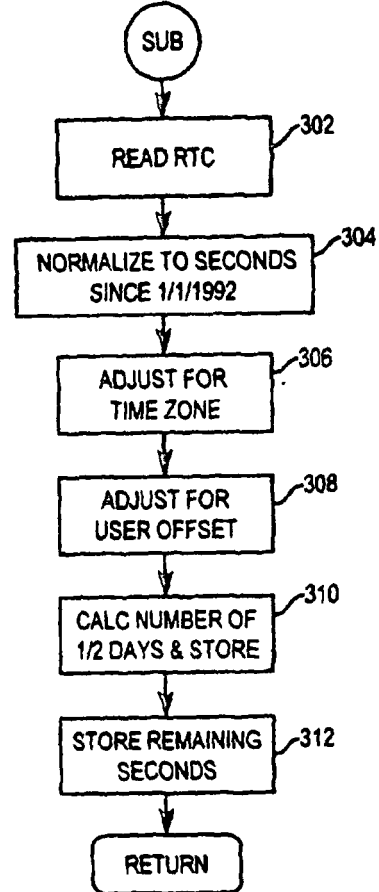 SUB
302
READ RTC
304
NORMALIZE TO SECONDS
SINCE 1/1/1992
306
ADJUST FOR
TIME ZONE
308
ADJUST FOR
USER OFFSET
310
CALC NUMBER OF
1/2 DAYS & STORE
312
STORE REMAINING
SECONDS
RETURN